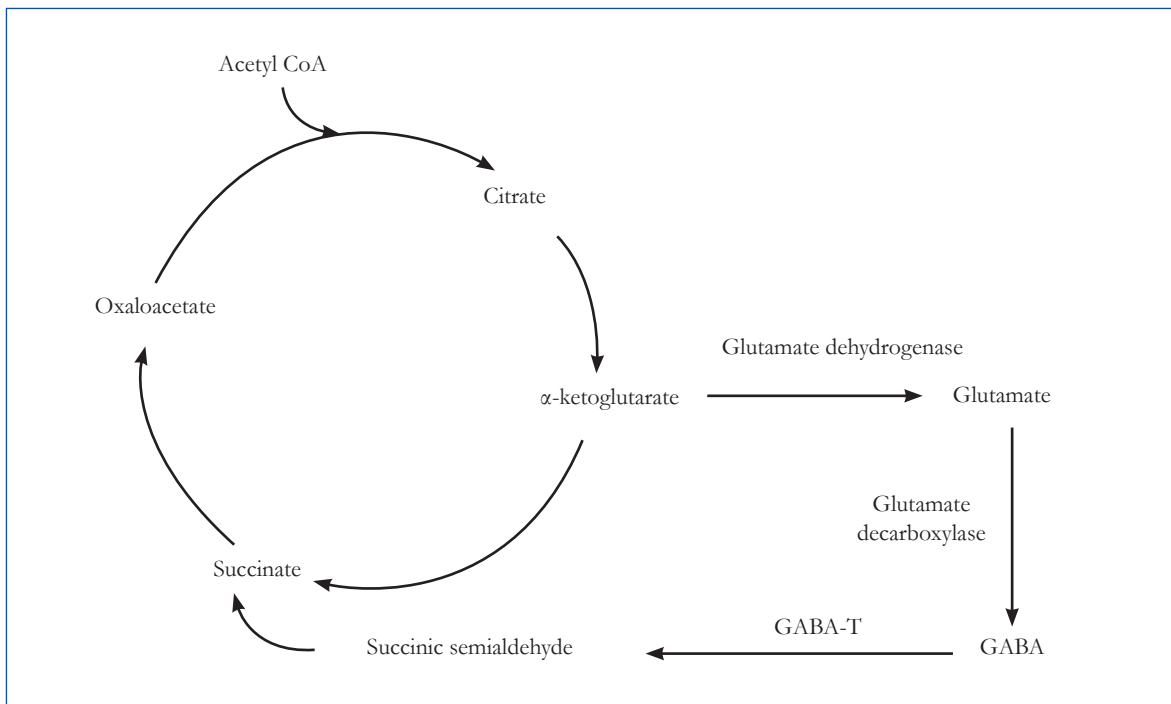 Acetyl CoA
Citrate
Oxaloacetate
Glutamate dehydrogenase
α-ketoglutarate
Glutamate
Glutamate
decarboxylase
Succinate
GABA-T
Succinic semialdehyde
GABA